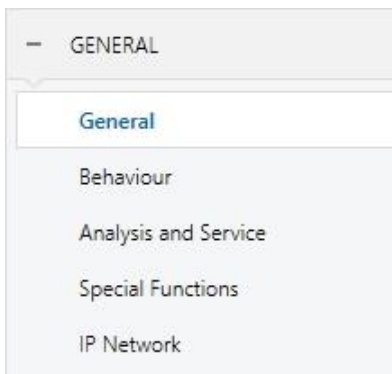 GENERAL
General
Behaviour
Analysis and Service
Special Functions
IP Network